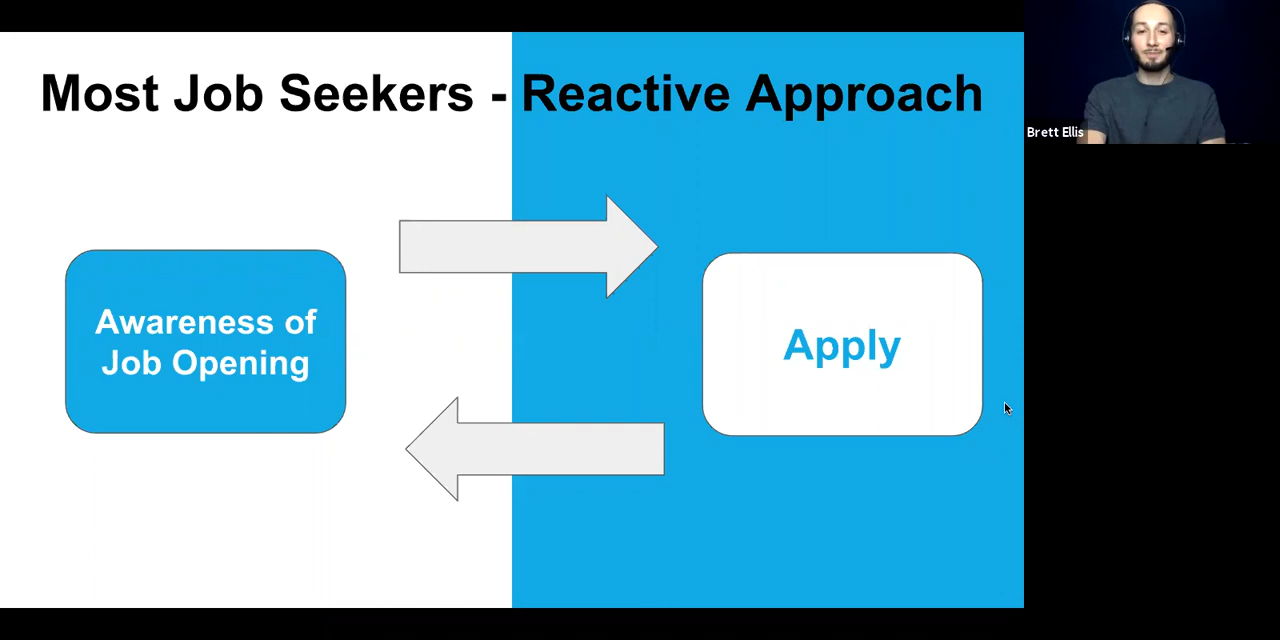 Most Job Seekers - Reactive Approach
Brett Ellis
Awareness of
Job Opening
Apply